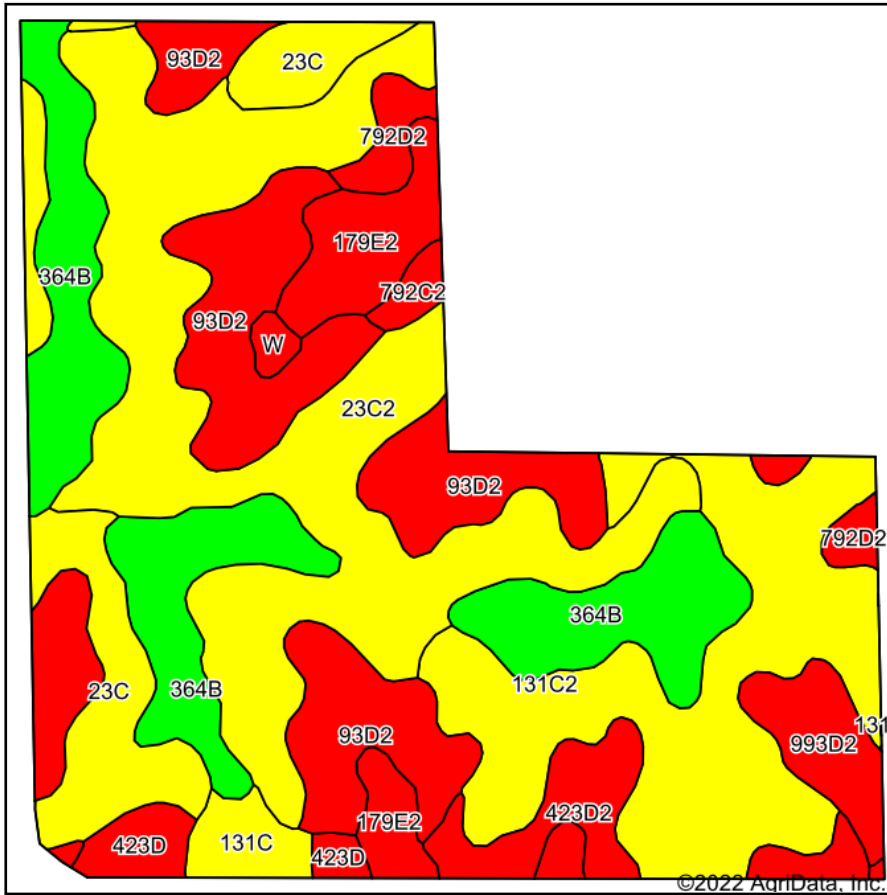 93D2
23C
792D2
179E2
364B
792C2
93D2
W
23C2
93D2
792D2
364B
131C2
23C
364B
131
93D2
993D2
423D2
179E2
131C
423D
423D
©2022 AgriData, Inc.